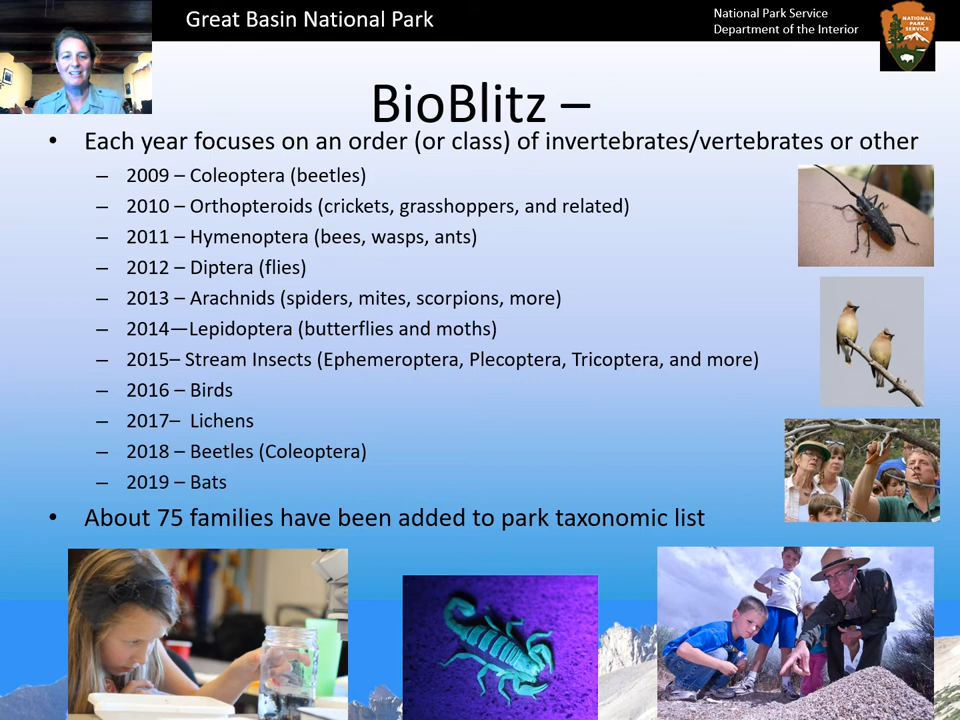 Great Basin National Park
National Park Service
Department of the Interior
NATIONAL
PARK
SERVICE
BioBlitz –
• Each year focuses on an order (or class) of invertebrates/vertebrates or other
– 2009 – Coleoptera (beetles)
– 2010 – Orthopteroids (crickets, grasshoppers, and related)
– 2011 – Hymenoptera (bees, wasps, ants)
– 2012 – Diptera (flies)
– 2013 – Arachnids (spiders, mites, scorpions, more)
– 2014—Lepidoptera (butterflies and moths)
– 2015– Stream Insects (Ephemeroptera, Plecoptera, Tricoptera, and more)
– 2016 – Birds
– 2017– Lichens
– 2018 – Beetles (Coleoptera)
– 2019 – Bats
• About 75 families have been added to park taxonomic list